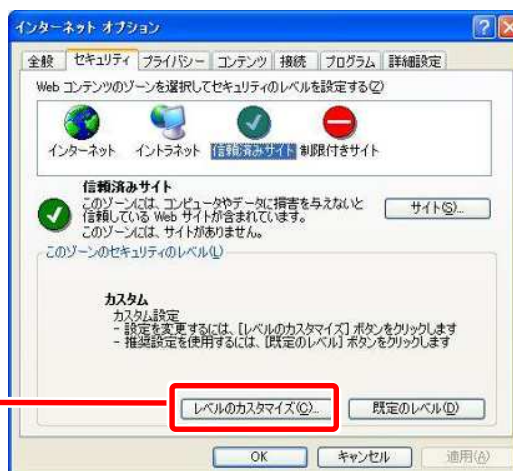 インターネット オプション
全般 セキュリティ プライバシー コンテンツ 接続 プログラム 詳細設定
Web コンテンツのゾーンを選択してセキュリティのレベルを設定する(Z)
インターネット イントラネット 信頼済みサイト 制限付きサイト
信頼済みサイト
このゾーンには、コンピュータやデータに損害を与えないと
信頼している Web サイトが含まれています。
このゾーンには、サイトがありません。
サイト(S)...
このゾーンのセキュリティのレベル(L)
カスタム
カスタム設定
- 設定を変更するには、[レベルのカスタマイズ] ボタンをクリックします
- 推奨設定を使用するには、[既定のレベル] ボタンをクリックします
レベルのカスタマイズ(C)... 既定のレベル(D)
OK キャンセル 適用(A)